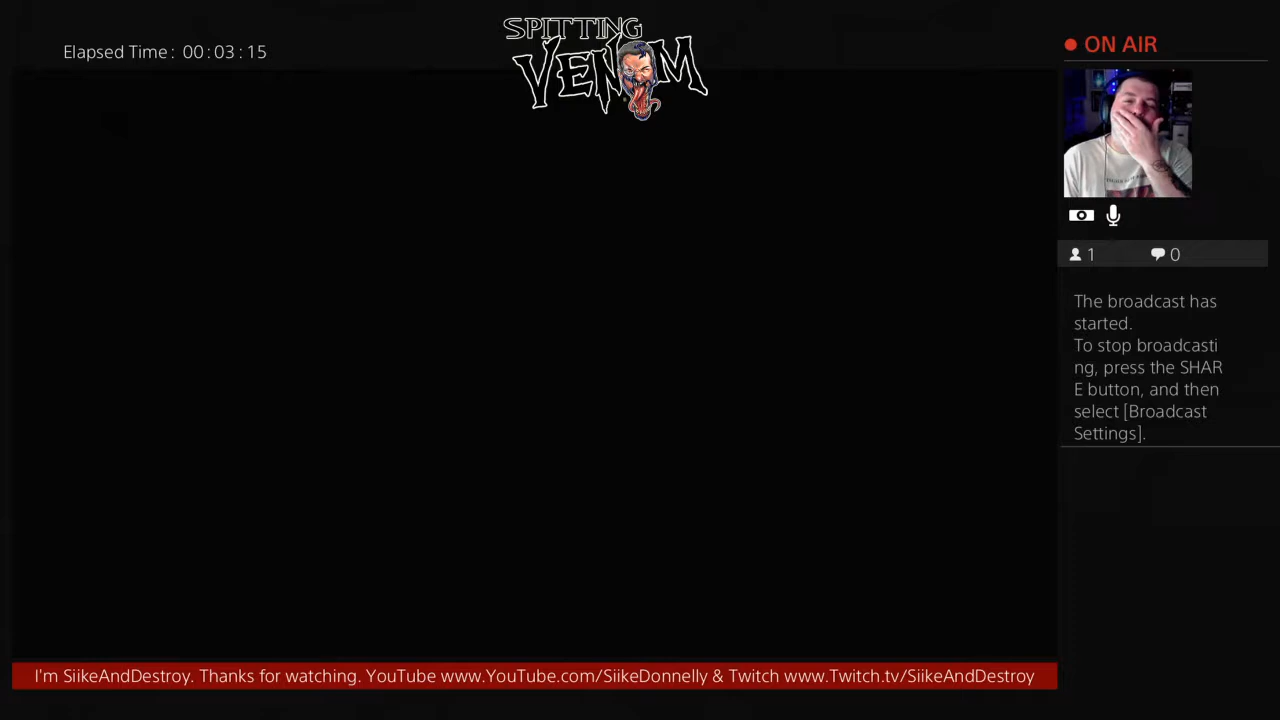 SPITTING
VENOM
Elapsed Time: 00:03:15
ON AIR
1 0
The broadcast has
started.
To stop broadcasti
ng, press the SHAR
E button, and then
select [Broadcast
Settings].
I'm SiikeAndDestroy. Thanks for watching. YouTube www.YouTube.com/SiikeDonnelly & Twitch www.Twitch.tv/SiikeAndDestroy